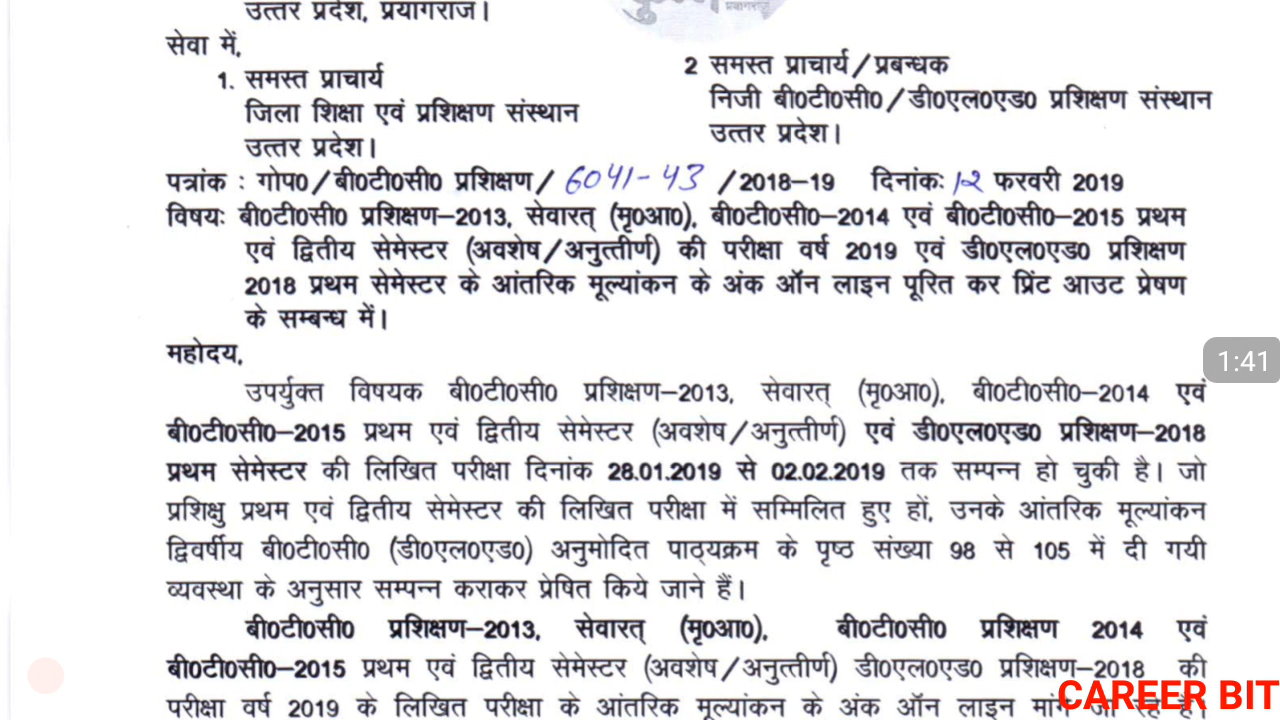 उत्तर प्रदेश, प्रयागराज।
प्रयागराज
सेवा में,
1. समस्त प्राचार्य
जिला शिक्षा एवं प्रशिक्षण संस्थान
उत्तर प्रदेश।
2 समस्त प्राचार्य/प्रबन्धक
निजी बी0टी0सी0/डी0एल0एड0 प्रशिक्षण संस्थान
उत्तर प्रदेश।
पत्रांक : गोप0/बी0टी0सी0 प्रशिक्षण/ 6041-43 /2018-19 दिनांकः 12 फरवरी 2019
विषयः बी0टी0सी0 प्रशिक्षण-2013, सेवारत् (मृ0आ0), बी0टी0सी0-2014 एवं बी0टी0सी0-2015 प्रथम
एवं द्वितीय सेमेस्टर (अवशेष/अनुत्तीर्ण) की परीक्षा वर्ष 2019 एवं डी0एल0एड0 प्रशिक्षण
2018 प्रथम सेमेस्टर के आंतरिक मूल्यांकन के अंक ऑन लाइन पूरित कर प्रिंट आउट प्रेषण
के सम्बन्ध में।
महोदय,
1:41
उपर्युक्त विषयक बी0टी0सी0 प्रशिक्षण-2013, सेवारत् (मृ0आ0), बी0टी0सी0-2014 एवं
बी0टी0सी0-2015 प्रथम एवं द्वितीय सेमेस्टर (अवशेष/अनुत्तीर्ण) एवं डी0एल0एड0 प्रशिक्षण-2018
प्रथम सेमेस्टर की लिखित परीक्षा दिनांक 28.01.2019 से 02.02.2019 तक सम्पन्न हो चुकी है। जो
प्रशिक्षु प्रथम एवं द्वितीय सेमेस्टर की लिखित परीक्षा में सम्मिलित हुए हों, उनके आंतरिक मूल्यांकन
द्विवर्षीय बी0टी0सी0 (डी0एल0एड0) अनुमोदित पाठ्यक्रम के पृष्ठ संख्या 98 से 105 में दी गयी
व्यवस्था के अनुसार सम्पन्न कराकर प्रेषित किये जाने हैं।
बी0टी0सी0 प्रशिक्षण-2013, सेवारत् (मृ0आ0), बी0टी0सी0 प्रशिक्षण 2014 एवं
बी0टी0सी0-2015 प्रथम एवं द्वितीय सेमेस्टर (अवशेष/अनुत्तीर्ण) डी0एल0एड0 प्रशिक्षण-2018 की
परीक्षा वर्ष 2019 के लिखित परीक्षा के आंतरिक मूल्यांकन के अंक ऑन लाइन
CAREER BIT